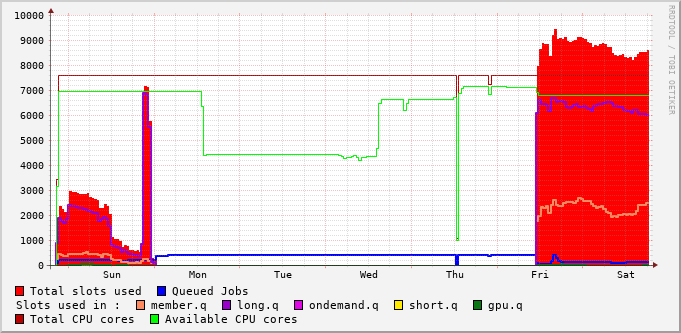 10000
9000
8000
7000
6000
5000
4000
3000
2000
1000
0
Sun Mon Tue Wed Thu Fri Sat
RRDTOOL / TOBI OETIKER
Total slots used Queued Jobs
Slots used in : member.q long.q ondemand.q short.q gpu.q
Total CPU cores Available CPU cores